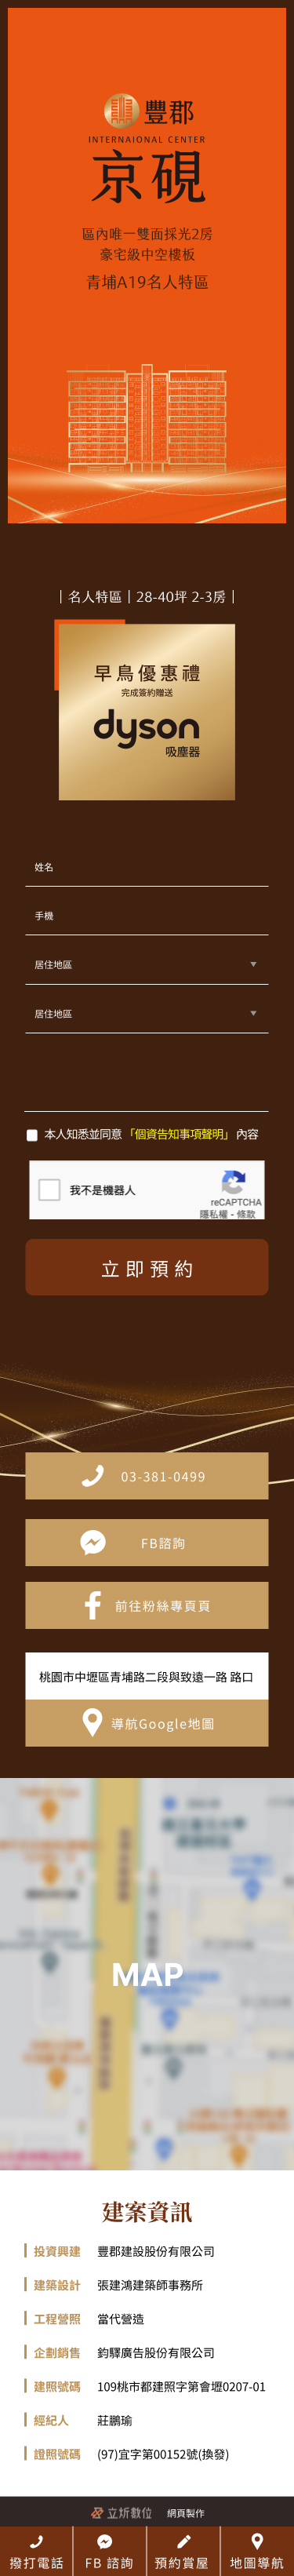 豐郡
INTERNAIONAL CENTER
京硯
區內唯一雙面採光2房
豪宅級中空樓板
青埔A19名人特區
｜名人特區｜28-40坪 2-3房｜
早鳥優惠禮
完成簽約贈送
dyson
吸塵器
姓名
手機
居住地區
居住地區
本人知悉並同意「個資告知事項聲明」內容
我不是機器人
reCAPTCHA
隱私權 - 條款
立即預約
03-381-0499
FB諮詢
前往粉絲專頁頁
桃園市中壢區青埔路二段與致遠一路 路口
導航Google地圖
MAP
建案資訊
投資興建 豐郡建設股份有限公司
建築設計 張建鴻建築師事務所
工程營照 當代營造
企劃銷售 鈞驛廣告股份有限公司
建照號碼 109桃市都建照字第會壢0207-01
經紀人 莊鵬瑜
證照號碼 (97)宜字第00152號(換發)
立炘數位 網頁製作
撥打電話 FB 諮詢 預約賞屋 地圖導航